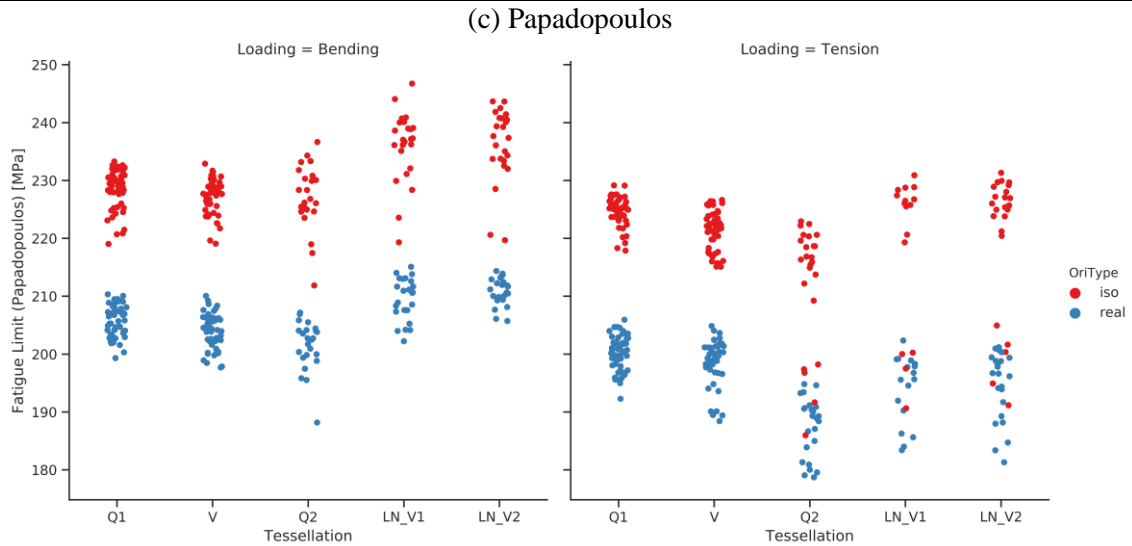 (c) Papadopoulos
Loading = Bending
Loading = Tension
Fatigue Limit (Papadopoulos) [MPa]
250
240
230
220
210
200
190
180
Q1 V Q2 LN_V1 LN_V2
Tessellation
Q1 V Q2 LN_V1 LN_V2
Tessellation
OriType
iso
real